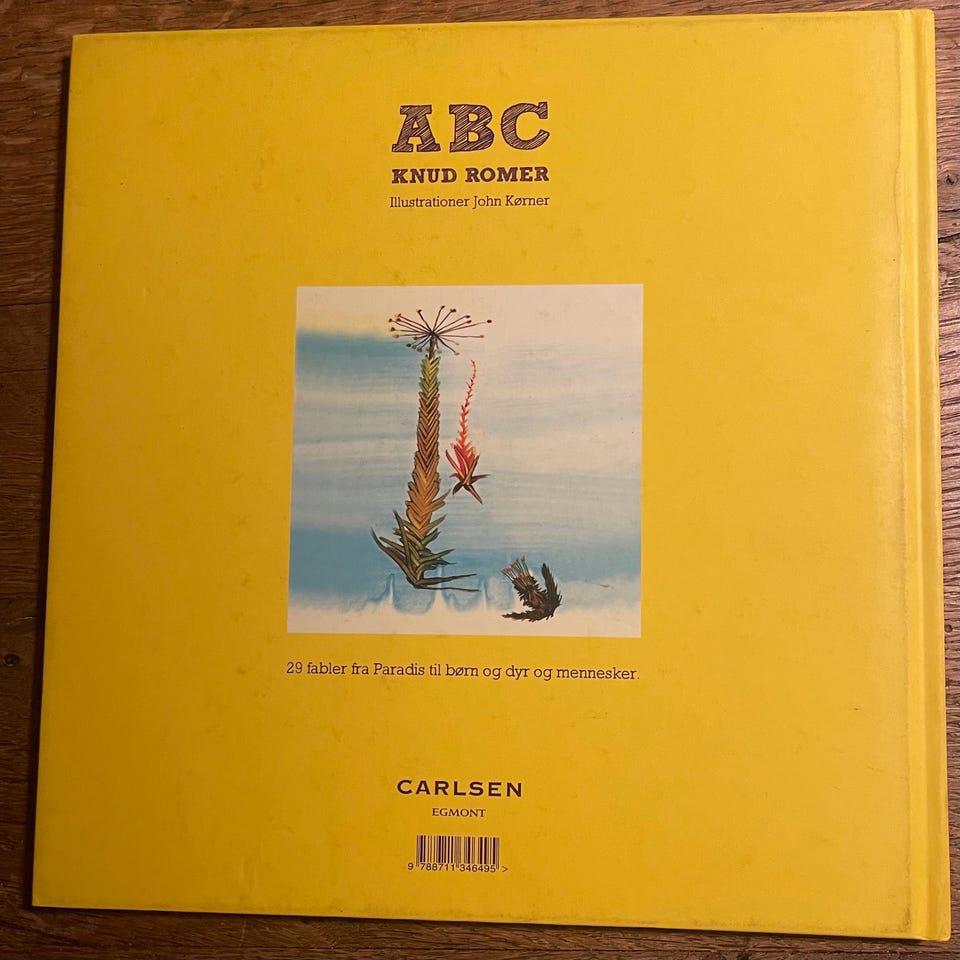 ABC
KNUD ROMER
Illustrationer John Kørner
29 fabler fra Paradis til børn og dyr og mennesker.
CARLSEN
EGMONT
9 788711 346495 >